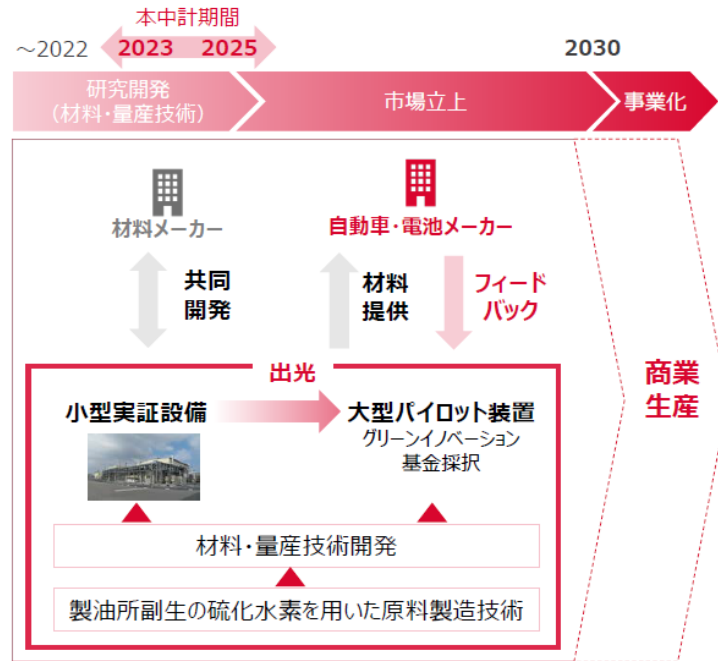 本中計期間
～2022
2023 2025
2030
研究開発
(材料・量産技術)
市場立上
事業化
材料メーカー
自動車・電池メーカー
共同
開発
材料
提供
フィード
バック
商業
生産
出光
小型実証設備
大型パイロット装置
グリーンイノベーション
基金採択
材料・量産技術開発
製油所副生の硫化水素を用いた原料製造技術